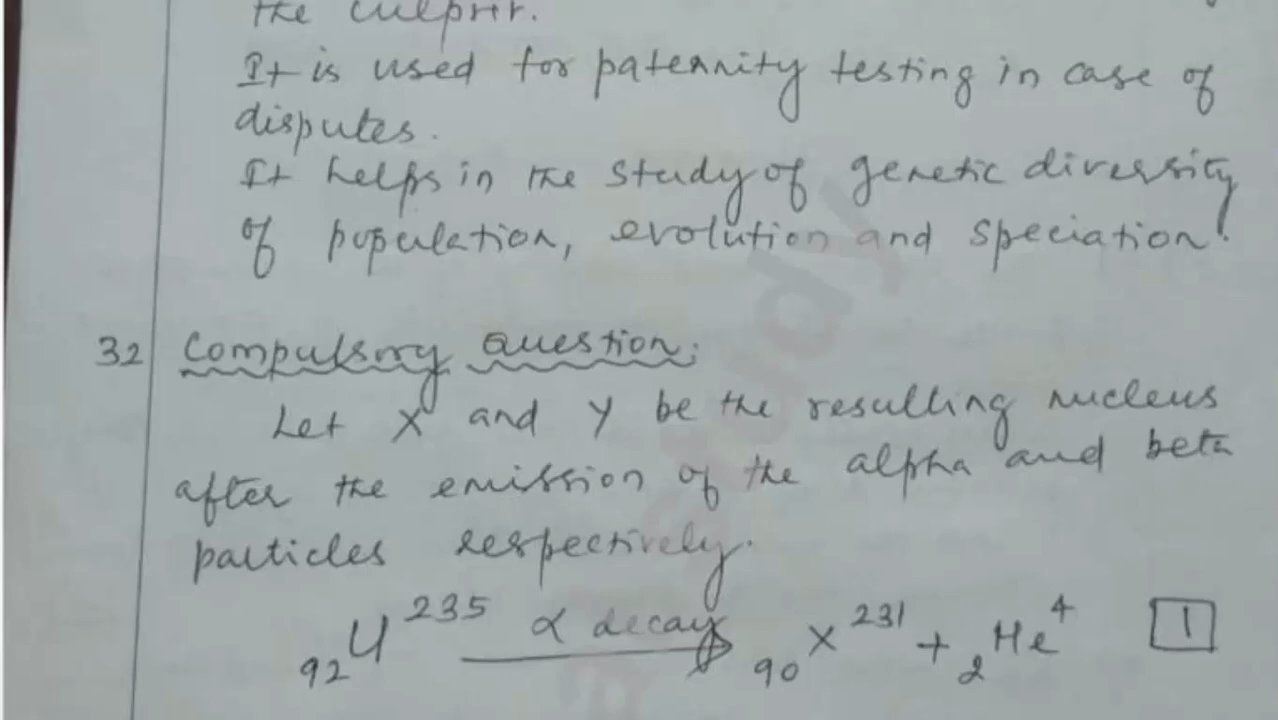 the culprit.
It is used for paternity testing in case of
disputes.
It helps in the study of genetic diversity
of population, evolution and speciation.
32 Compulsory Question:
Let X and Y be the resulting nucleus
after the emission of the alpha and beta
particles respectively.
₉₂U²³⁵ α decay → ₉₀X²³¹ + ₂He⁴ 1